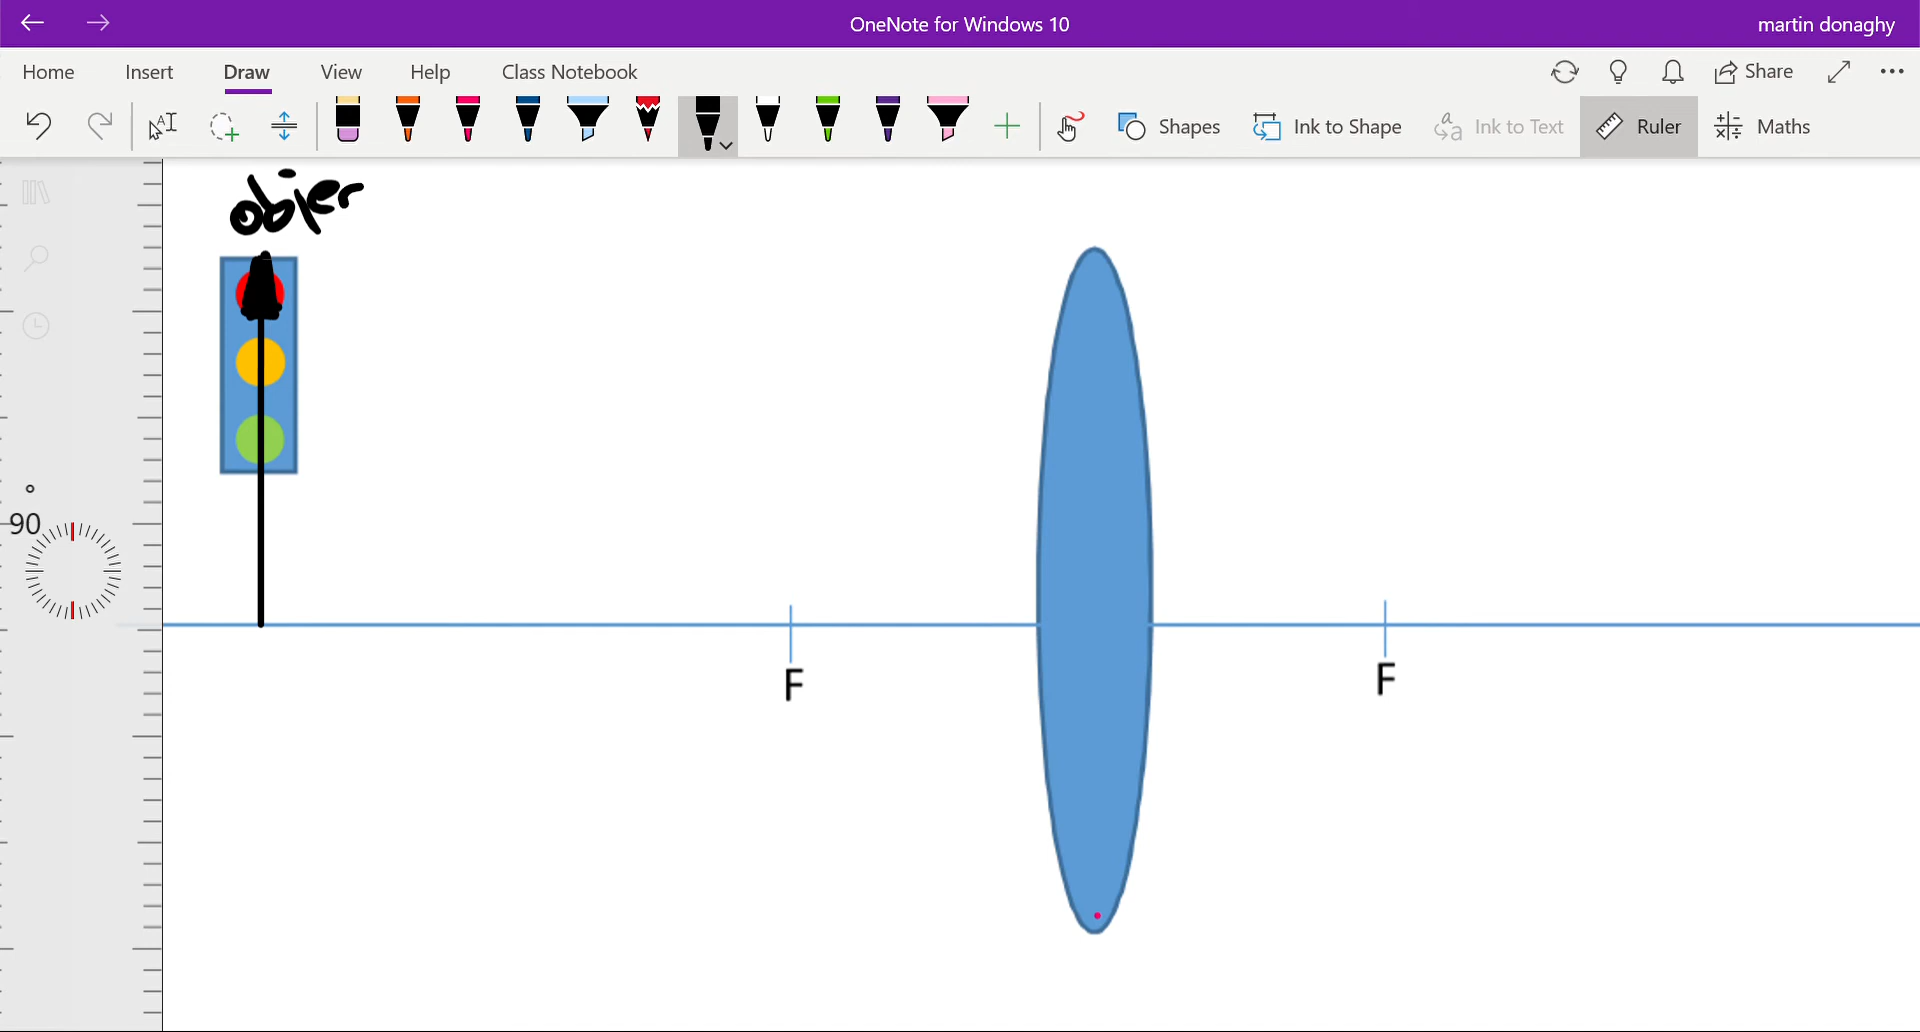 OneNote for Windows 10
martin donaghy
Home Insert Draw View Help Class Notebook
Share
Shapes
Ink to Shape
Ink to Text
Ruler
Maths
90°
F
F